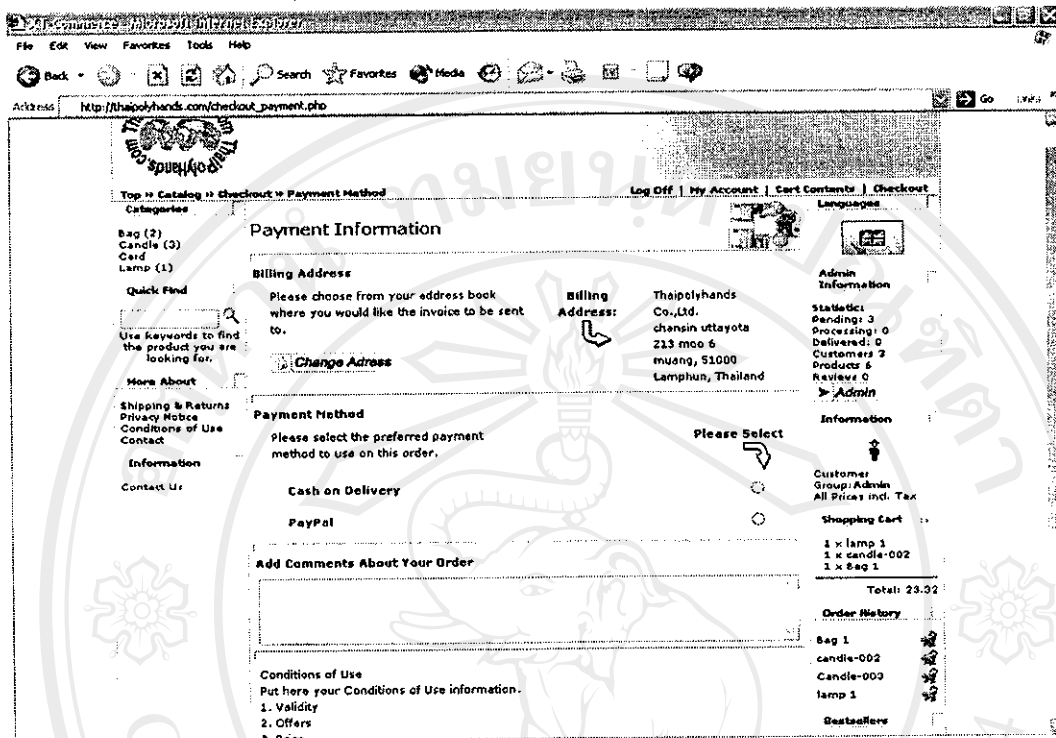 XT-Commerce - Microsoft Internet Explorer
File Edit View Favorites Tools Help
Back Search Favorites Media
Address http://thaipolyhands.com/checkout_payment.php Go Links
ThaiPolyhands.com
Top » Catalog » Checkout » Payment Method
Log Off | My Account | Cart Contents | Checkout
Categories
Bag (2)
Candle (3)
Card
Lamp (1)
Quick Find
Use keywords to find
the product you are
looking for.
More About
Shipping & Returns
Privacy Notice
Conditions of Use
Contact
Information
Contact Us
Payment Information
Billing Address
Please choose from your address book
where you would like the invoice to be sent
to.
Change Adress
Billing
Address:
Thaipolyhands
Co.,Ltd.
chansin uttayota
213 moo 6
muang, 51000
Lamphun, Thailand
Payment Method
Please select the preferred payment
method to use on this order.
Please Select
Cash on Delivery
PayPal
Add Comments About Your Order
Conditions of Use
Put here your Conditions of Use information.
1. Validity
2. Offers
Languages
Admin
Information
Statistic:
Pending: 3
Processing: 0
Delivered: 0
Customers 3
Products 6
Reviews 0
Admin
Information
Customer
Group: Admin
All Prices incl. Tax
Shopping Cart »
1 x lamp 1
1 x candle-002
1 x Bag 1
Total: 23.32
Order History
Bag 1
candle-002
Candle-003
lamp 1
Bestsellers